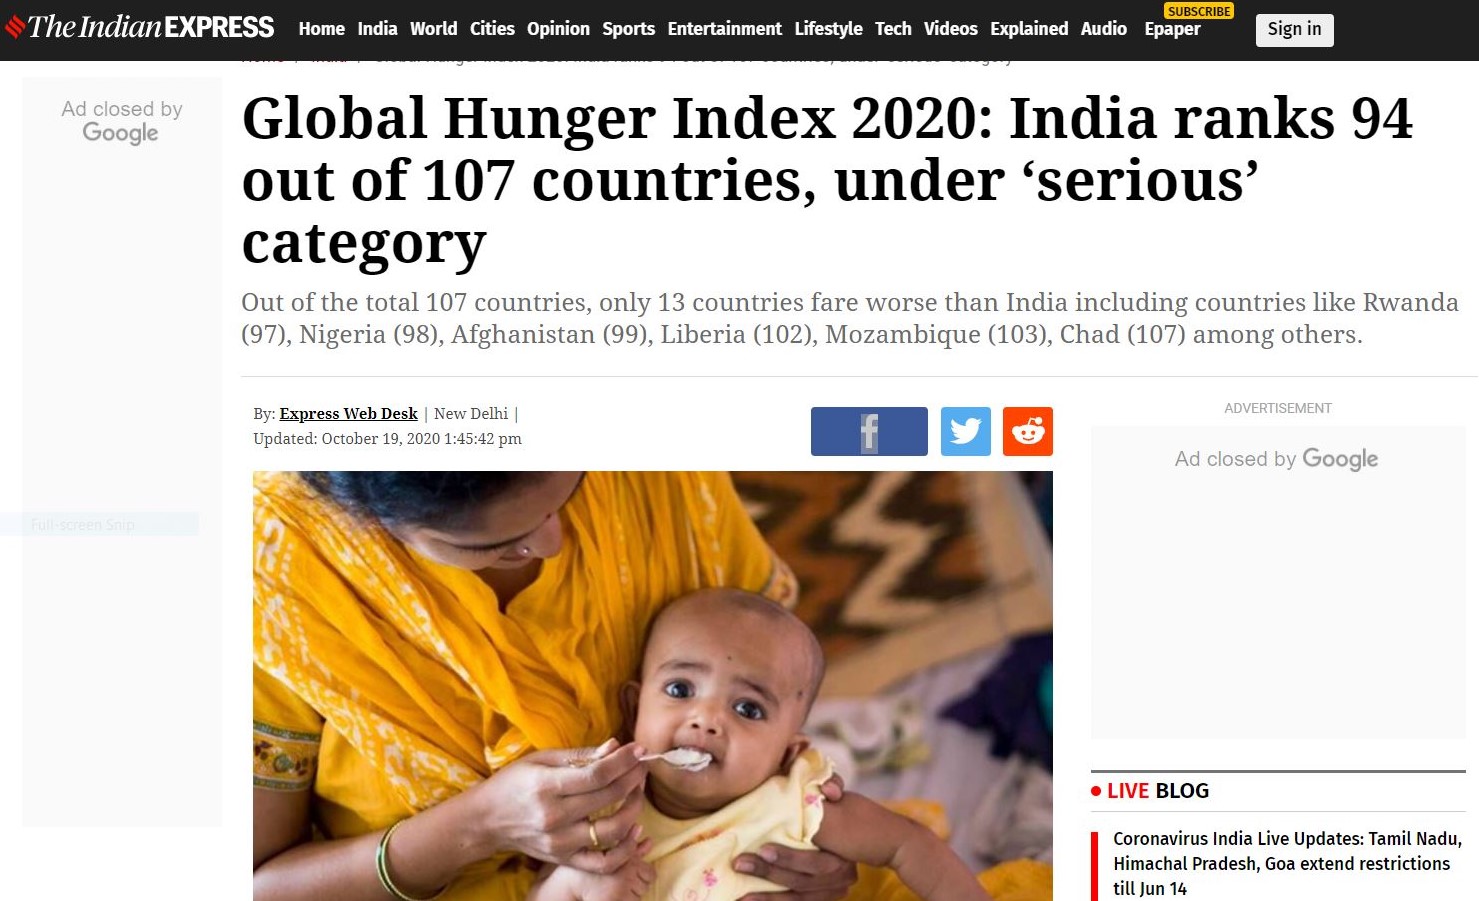 The Indian EXPRESS
Home India World Cities Opinion Sports Entertainment Lifestyle Tech Videos Explained Audio Epaper
SUBSCRIBE
Sign in
Ad closed by
Google
Global Hunger Index 2020: India ranks 94
out of 107 countries, under ‘serious’
category
Out of the total 107 countries, only 13 countries fare worse than India including countries like Rwanda
(97), Nigeria (98), Afghanistan (99), Liberia (102), Mozambique (103), Chad (107) among others.
By: Express Web Desk | New Delhi |
Updated: October 19, 2020 1:45:42 pm
f
ADVERTISEMENT
Ad closed by Google
Full-screen Snip
LIVE BLOG
Coronavirus India Live Updates: Tamil Nadu,
Himachal Pradesh, Goa extend restrictions
till Jun 14